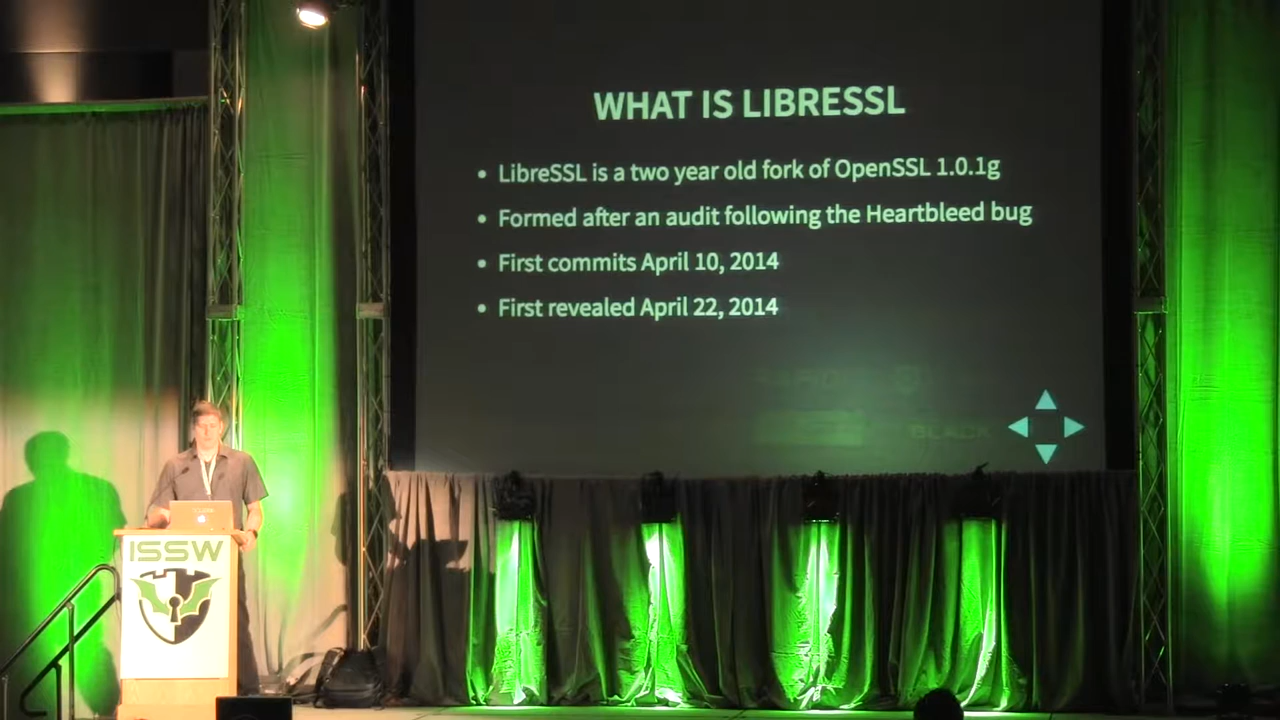 WHAT IS LIBRESSL
• LibreSSL is a two year old fork of OpenSSL 1.0.1g
• Formed after an audit following the Heartbleed bug
• First commits April 10, 2014
• First revealed April 22, 2014
BLACK
ISSW